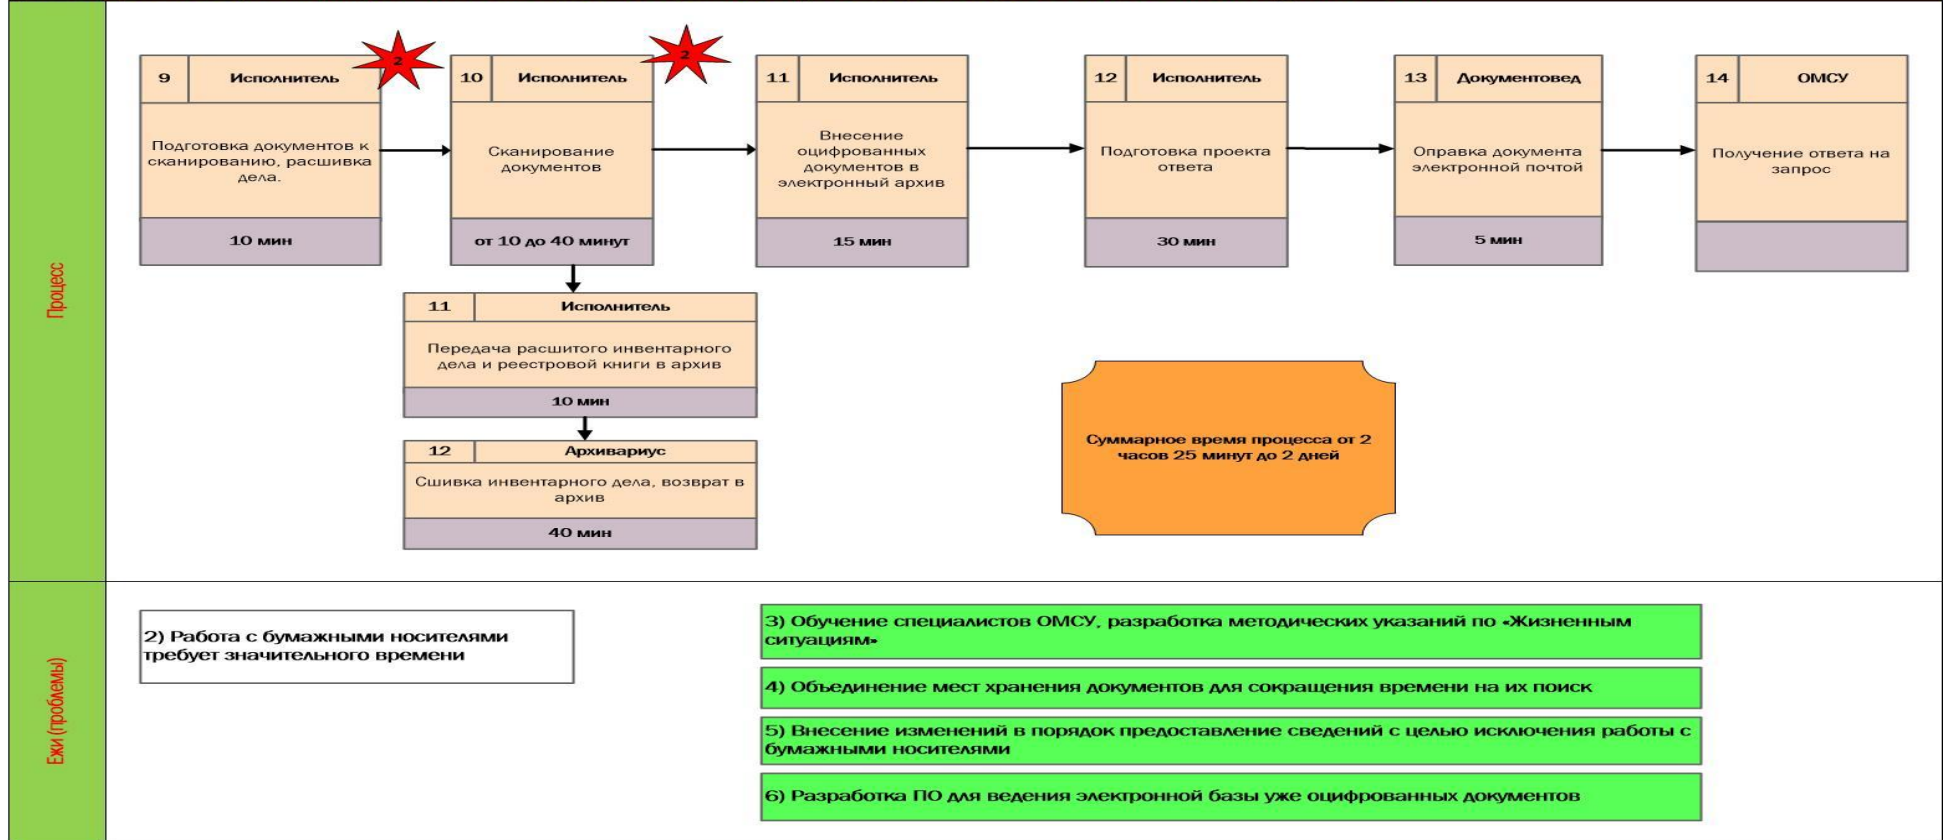 Процесс
9
Исполнитель
2
Подготовка документов к
сканированию, расшивка
дела.
10 мин
10
Исполнитель
2
Сканирование
документов
от 10 до 40 минут
11
Исполнитель
Внесение
оцифрованных
документов в
электронный архив
15 мин
12
Исполнитель
Подготовка проекта
ответа
30 мин
13
Документовед
Оправка документа
электронной почтой
5 мин
14
ОМСУ
Получение ответа на
запрос
11
Исполнитель
Передача расшитого инвентарного
дела и реестровой книги в архив
10 мин
12
Архивариус
Сшивка инвентарного дела, возврат в
архив
40 мин
Суммарное время процесса от 2
часов 25 минут до 2 дней
Ежи (проблемы)
2) Работа с бумажными носителями
требует значительного времени
3) Обучение специалистов ОМСУ, разработка методических указаний по «Жизненным
ситуациям»
4) Объединение мест хранения документов для сокращения времени на их поиск
5) Внесение изменений в порядок предоставление сведений с целью исключения работы с
бумажными носителями
6) Разработка ПО для ведения электронной базы уже оцифрованных документов